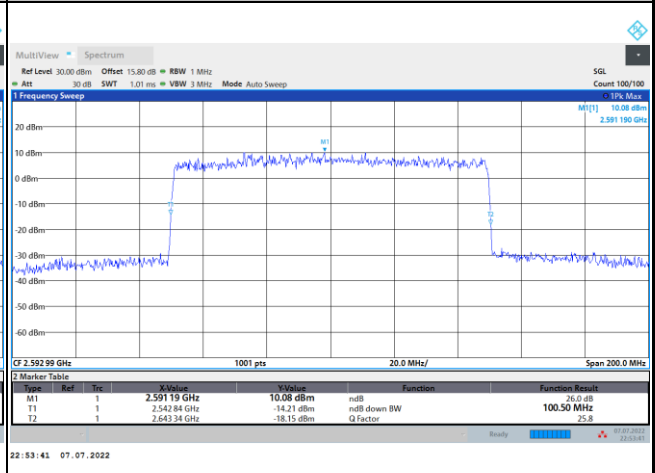 MultiView Spectrum
Ref Level 30.00 dBm Offset 15.80 dB RBW 1 MHz SGL
Att 30 dB SWT 1.01 ms VBW 3 MHz Mode Auto Sweep Count 100/100
1 Frequency Sweep 1Pk Max
M1[1] 10.08 dBm
2.591 190 GHz
20 dBm
M1
10 dBm
0 dBm
T1
-10 dBm
T2
-20 dBm
-30 dBm
-40 dBm
-50 dBm
-60 dBm
CF 2.592 99 GHz 1001 pts 20.0 MHz/ Span 200.0 MHz
2 Marker Table
Type Ref Trc X-Value Y-Value Function Function Result
M1 1 2.591 19 GHz 10.08 dBm ndB 26.0 dB
T1 1 2.542 84 GHz -14.21 dBm ndB down BW 100.50 MHz
T2 1 2.643 34 GHz -18.15 dBm Q Factor 25.8
Ready 07.07.2022
22:53:41
22:53:41 07.07.2022